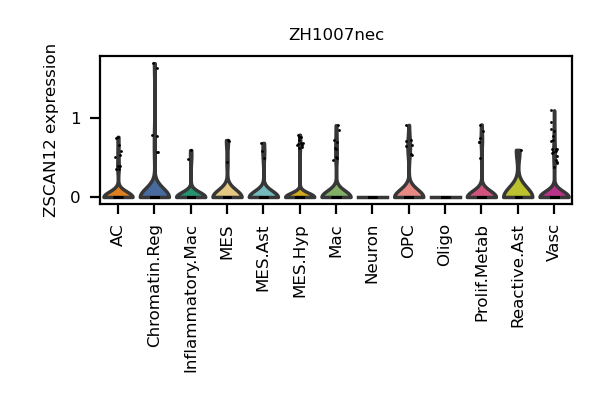 ZH1007nec
ZSCAN12 expression
1
0
AC
Chromatin.Reg
Inflammatory.Mac
MES
MES.Ast
MES.Hyp
Mac
Neuron
OPC
Oligo
Prolif.Metab
Reactive.Ast
Vasc